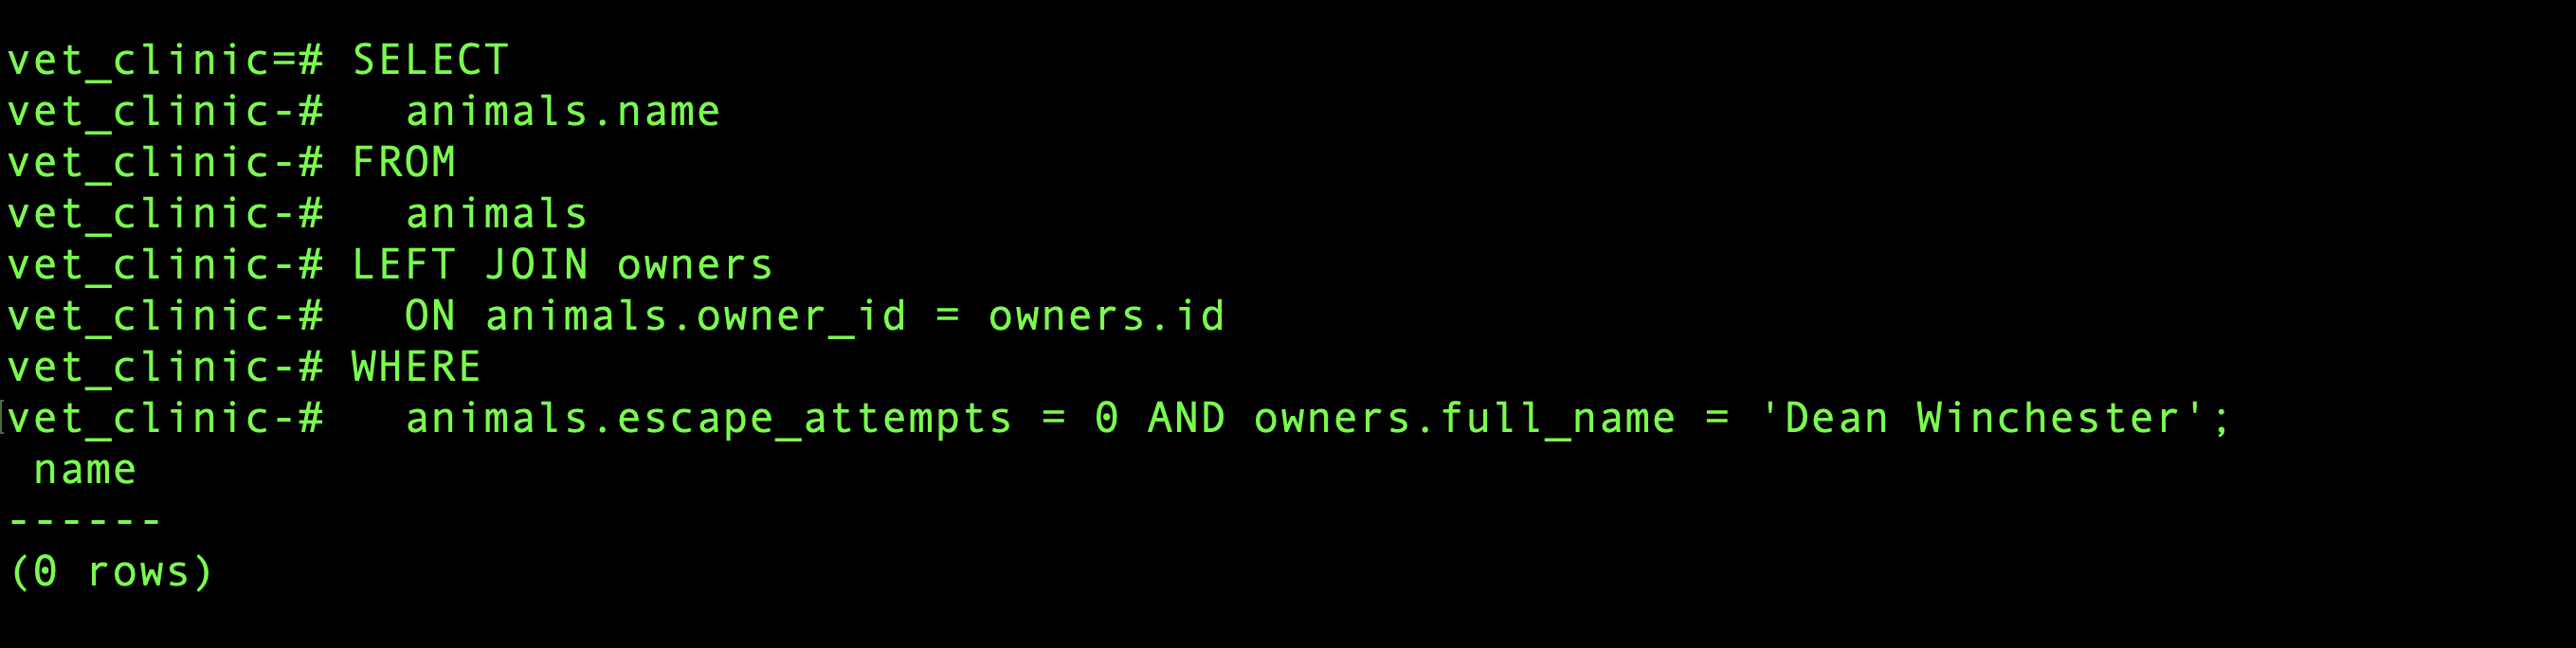 vet_clinic=# SELECT
vet_clinic-#   animals.name
vet_clinic-# FROM
vet_clinic-#   animals
vet_clinic-# LEFT JOIN owners
vet_clinic-#   ON animals.owner_id = owners.id
vet_clinic-# WHERE
vet_clinic-#   animals.escape_attempts = 0 AND owners.full_name = 'Dean Winchester';
 name
------
(0 rows)